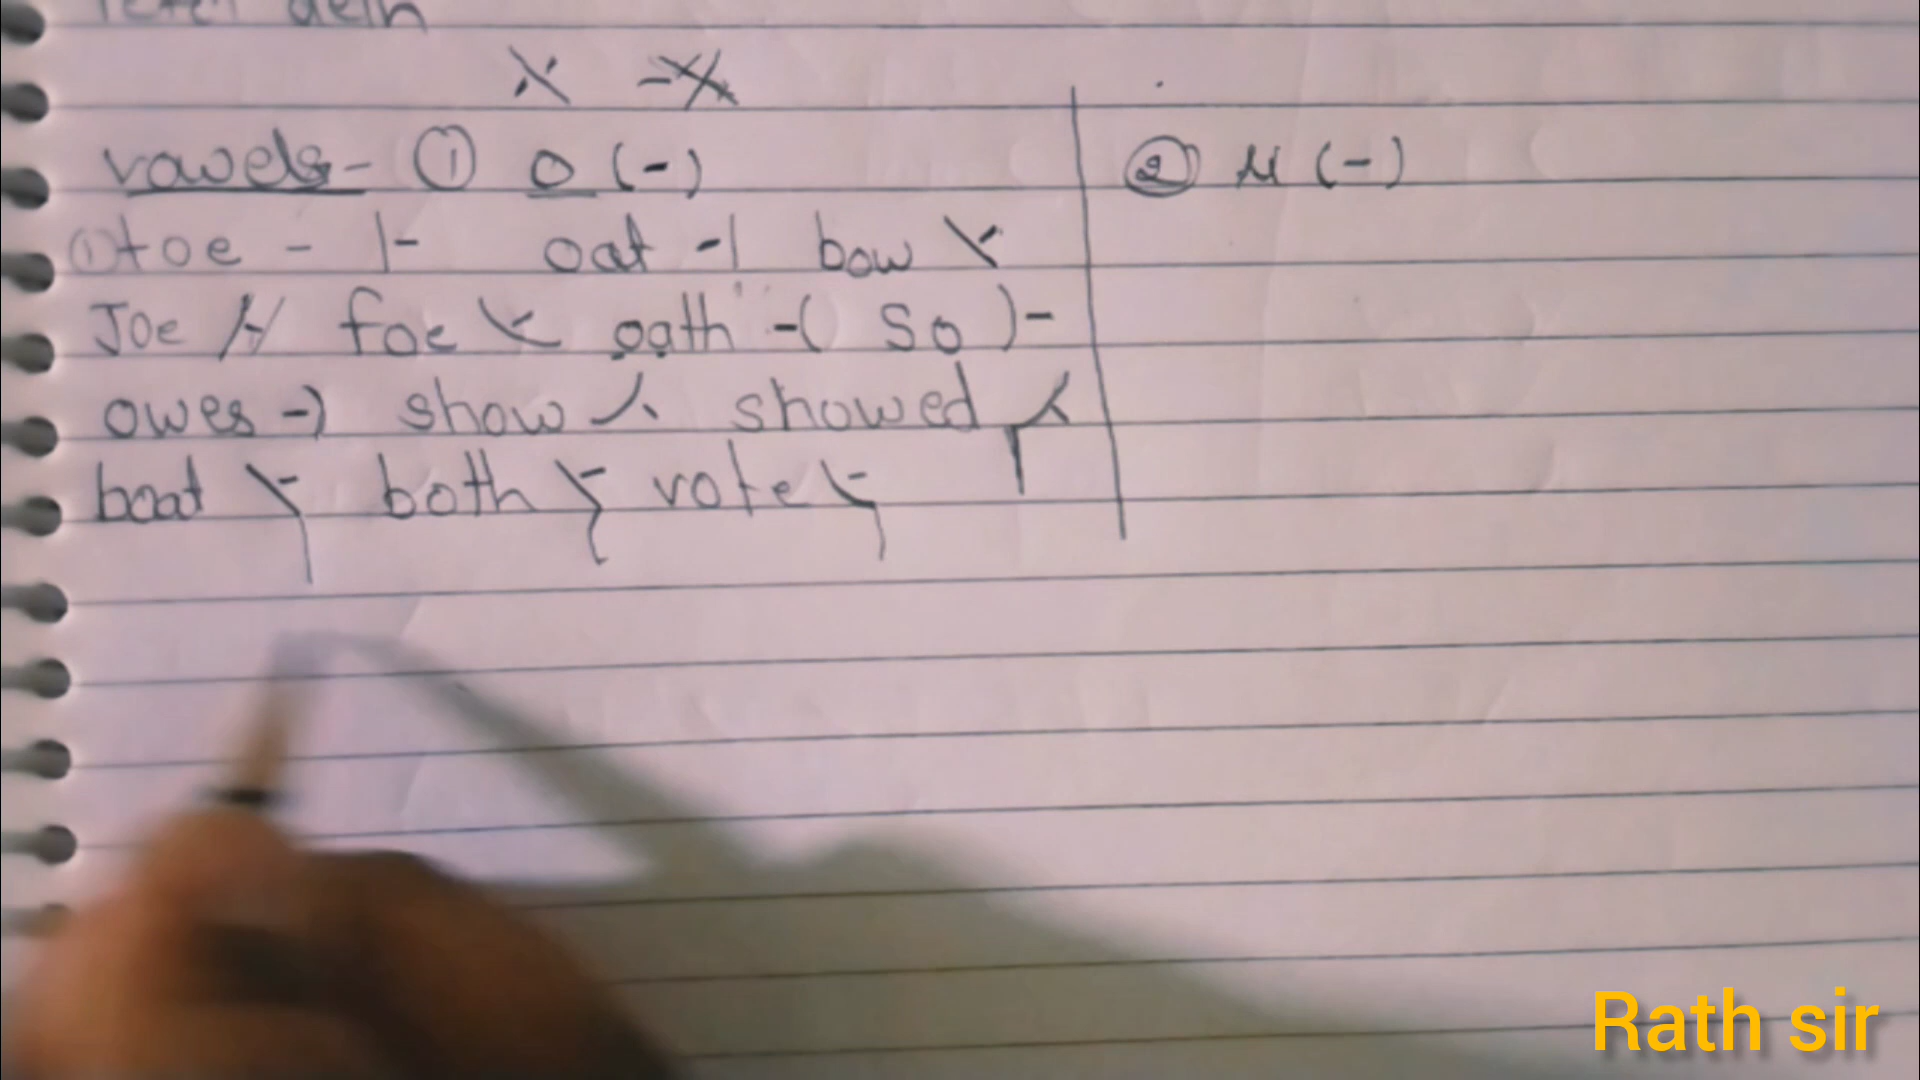 vowels- ① o (-)
② u (-)
① toe - oat bow
Joe foe oath so
owes show showed
boat both vote
Rath sir